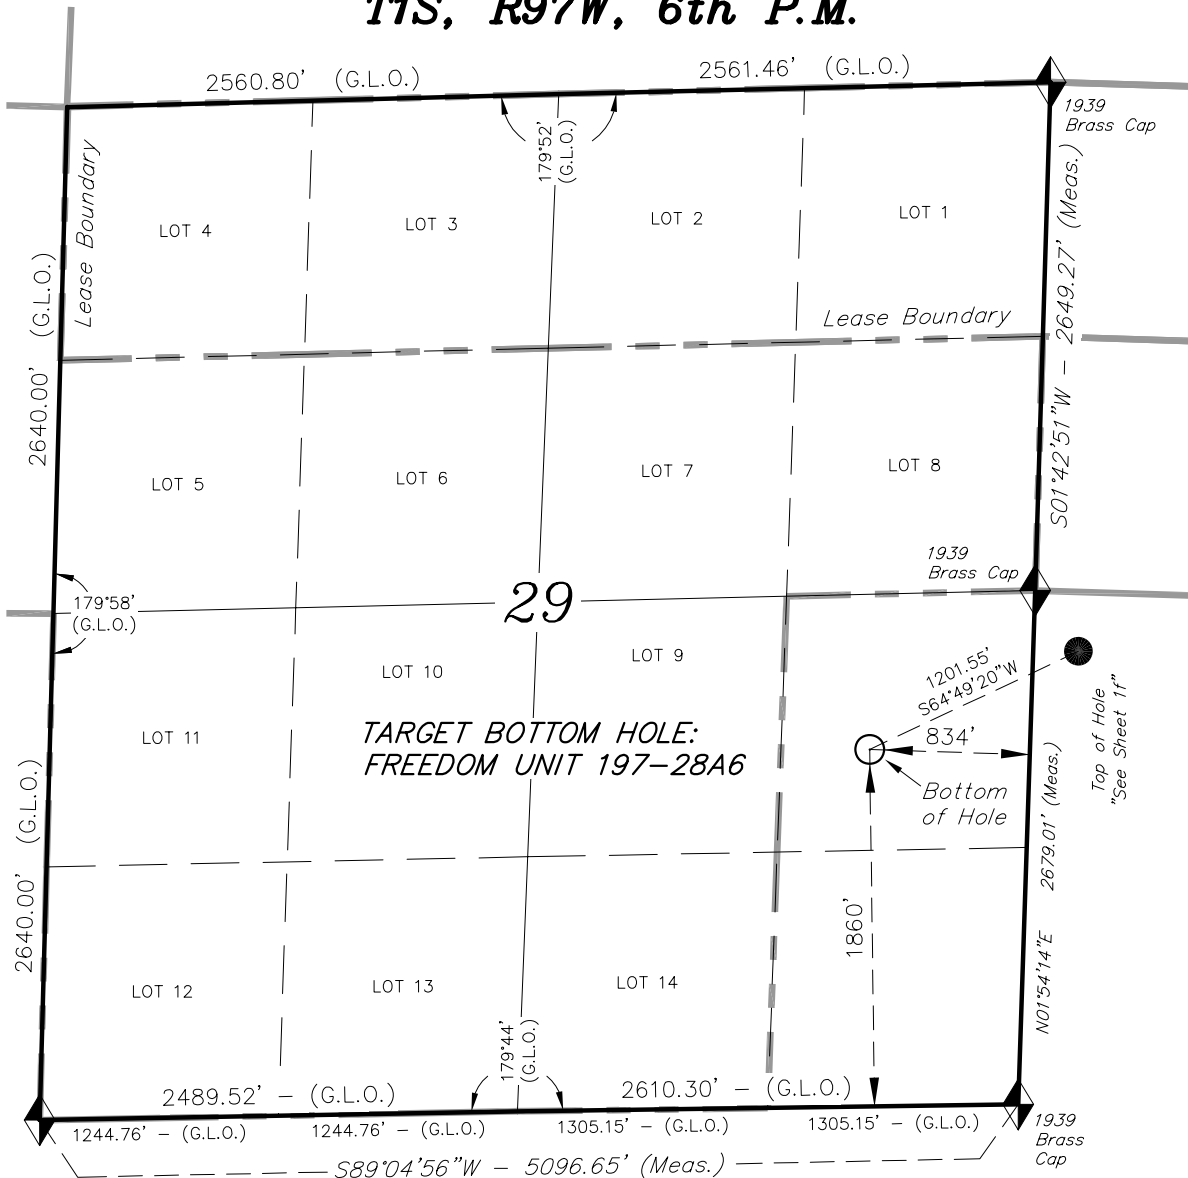 T1S, R97W, 6th P.M.
2560.80' (G.L.O.)
2561.46' (G.L.O.)
1939
Brass Cap
179°52'
(G.L.O.)
Lease Boundary
LOT 4
LOT 3
LOT 2
LOT 1
2640.00' (G.L.O.)
S01°42'51"W - 2649.27' (Meas.)
Lease Boundary
LOT 5
LOT 6
LOT 7
LOT 8
1939
Brass Cap
179°58'
(G.L.O.)
29
LOT 11
LOT 10
LOT 9
1201.55'
S64°49'20"W
Top of Hole
"See Sheet 1f"
TARGET BOTTOM HOLE:
FREEDOM UNIT 197-28A6
834'
Bottom
of Hole
2640.00' (G.L.O.)
N01°54'14"E 2679.01' (Meas.)
1860'
LOT 12
LOT 13
LOT 14
179°44'
(G.L.O.)
2489.52' - (G.L.O.)
2610.30' - (G.L.O.)
1244.76' - (G.L.O.)
1244.76' - (G.L.O.)
1305.15' - (G.L.O.)
1305.15' - (G.L.O.)
1939
Brass
Cap
S89°04'56"W - 5096.65' (Meas.)